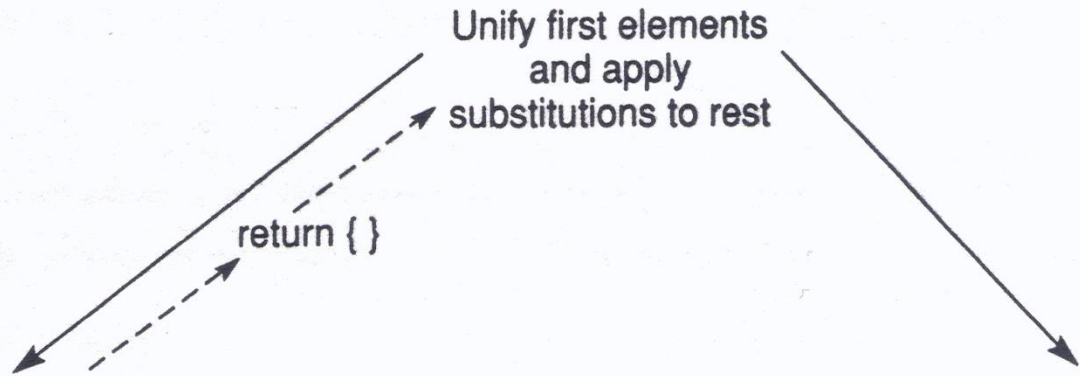 Unify first elements
and apply
substitutions to rest
return { }